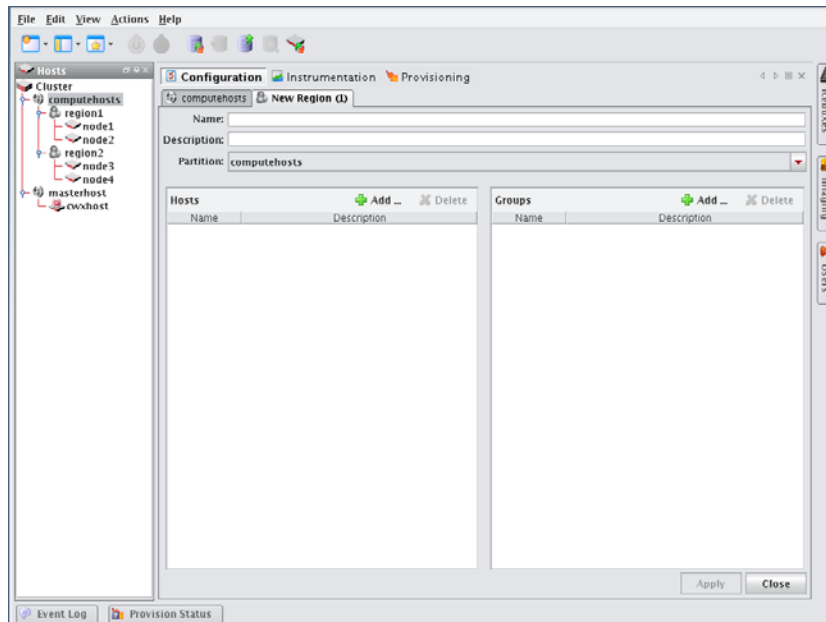 File Edit View Actions Help
Hosts
Cluster
computehosts
region1
node1
node2
region2
node3
node4
masterhost
cwxhost
Configuration Instrumentation Provisioning
computehosts New Region (1)
Name:
Description:
Partition: computehosts
Hosts Add ... Delete
Name Description
Groups Add ... Delete
Name Description
Imaging
Users
Apply Close
Event Log Provision Status